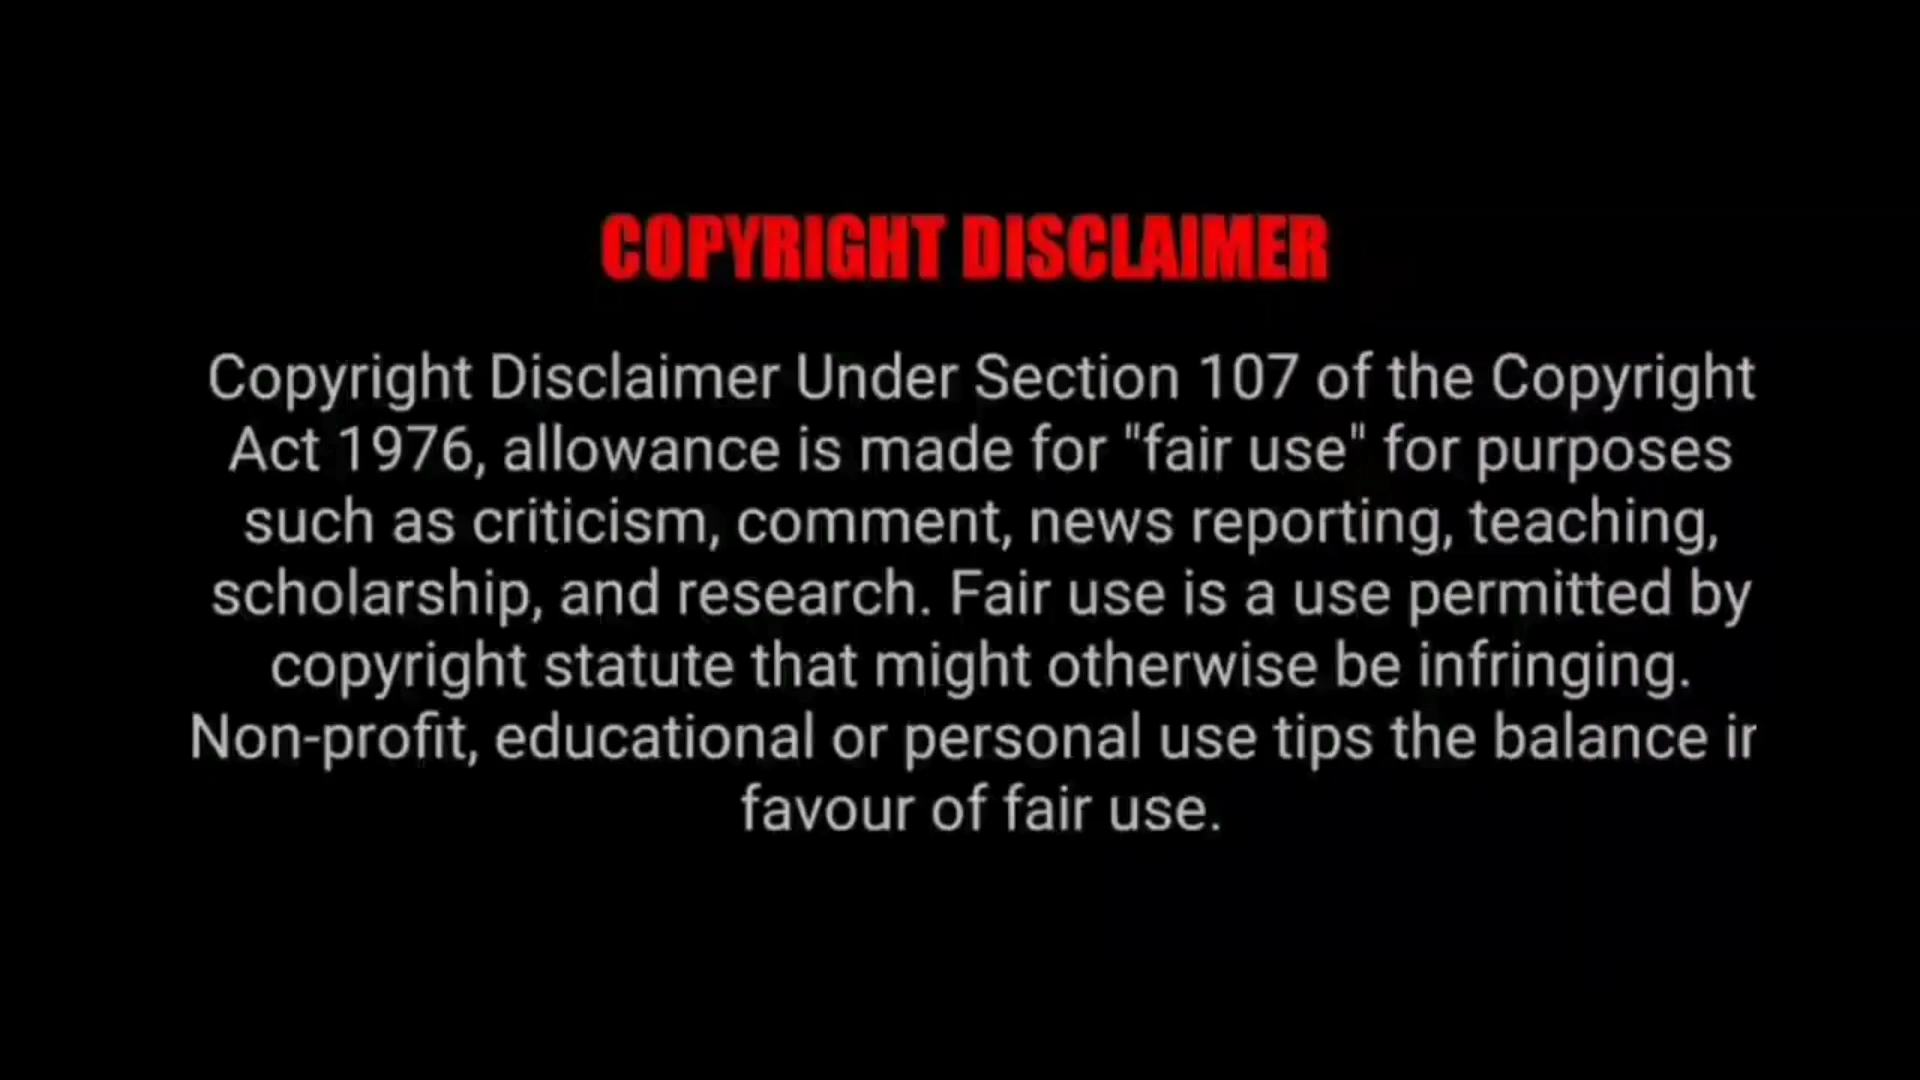 COPYRIGHT DISCLAIMER
Copyright Disclaimer Under Section 107 of the Copyright
Act 1976, allowance is made for "fair use" for purposes
such as criticism, comment, news reporting, teaching,
scholarship, and research. Fair use is a use permitted by
copyright statute that might otherwise be infringing.
Non-profit, educational or personal use tips the balance ir
favour of fair use.